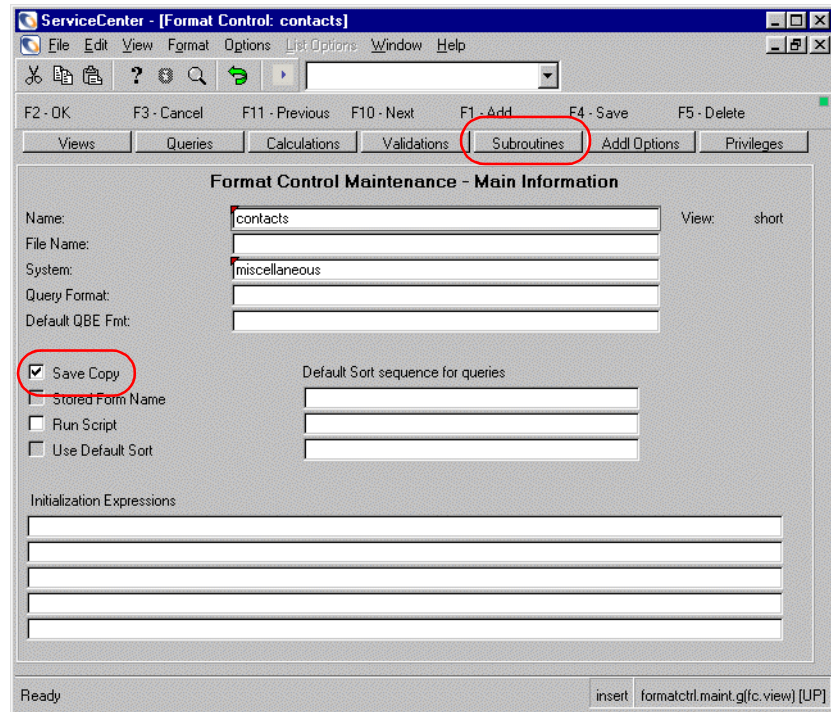 ServiceCenter - [Format Control: contacts]
File Edit View Format Options List Options Window Help
F2 - OK F3 - Cancel F11 - Previous F10 - Next F1 - Add F4 - Save F5 - Delete
Views Queries Calculations Validations Subroutines Addl Options Privileges
Format Control Maintenance - Main Information
Name: contacts View: short
File Name:
System: miscellaneous
Query Format:
Default QBE Fmt:
Save Copy Default Sort sequence for queries
Stored Form Name
Run Script
Use Default Sort
Initialization Expressions
Ready insert formatctrl.maint.g(fc.view) [UP]